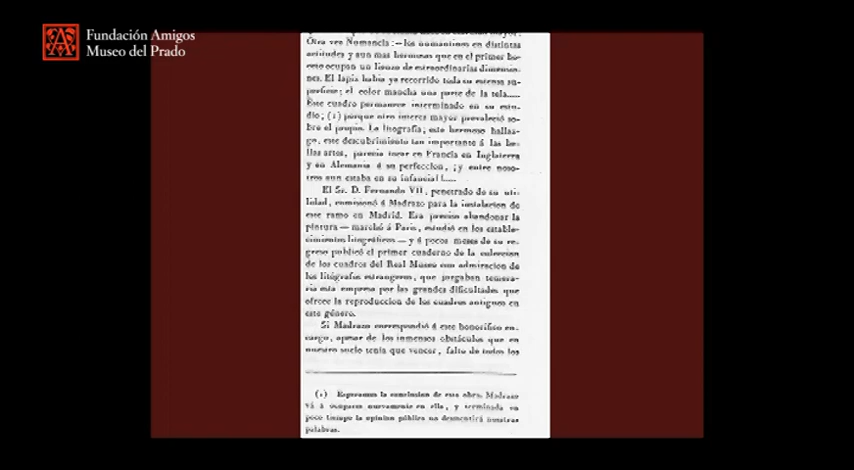 Fundación Amigos
Museo del Prado
Otra vez Numancia:—los numantinos en distintas
actitudes y aun mas hermosas que en el primer bo-
ceto ocupan un lienzo de estraordinarias dimensio-
nes. El lapiz habia ya recorrido toda su estensa su-
perficie; el color mancha una parte de la tela.....
Este cuadro permanece interminado en su estu-
dio; (1) porque otro interes mayor prevaleció so-
bre el propio. La litografía; este hermoso hallaz-
go, este descubrimiento tan importante á las be-
llas artes, parecia tocar en Francia en Inglaterra
y en Alemania á su perfeccion, ¡y entre noso-
tros aun estaba en su infancia!.....
El Sr. D. Fernando VII, penetrado de su uti-
lidad, comisionó á Madrazo para la instalacion de
este ramo en Madrid. Era preciso abandonar la
pintura—marchó á Paris, estudió en los estable-
cimientos litográficos—y á pocos meses de su re-
greso publicó el primer cuaderno de la coleccion
de los cuadros del Real Museo con admiracion de
los litógrafos estrangeros, que juzgaban temera-
ria esta empresa por las grandes dificultades que
ofrece la reproduccion de los cuadros antiguos en
este género.
Si Madrazo correspondió á este honorífico en-
cargo, apesar de los inmensos obstáculos que en
nuestro suelo tenia que vencer, falto de todos los
(1) Esperamos la conclusion de esta obra. Madrazo
vá á ocuparse nuevamente en ella, y terminada en
poco tiempo la opinion pública no desmentirá nuestras
palabras.